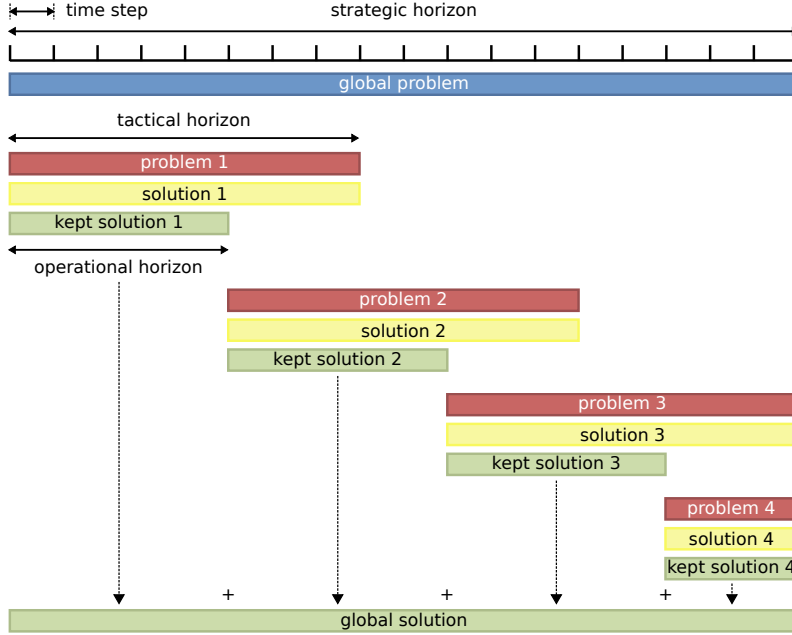 time step
strategic horizon
global problem
tactical horizon
problem 1
solution 1
kept solution 1
operational horizon
problem 2
solution 2
kept solution 2
problem 3
solution 3
kept solution 3
problem 4
solution 4
kept solution 4
+ + +
global solution